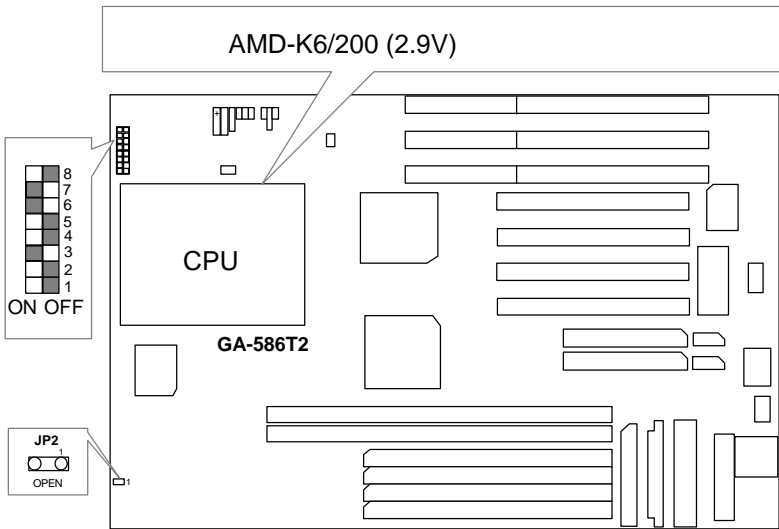 AMD-K6/200 (2.9V)
+
8
7
6
5
4
3
2
1
ON OFF
CPU
GA-586T2
JP2
1
OPEN
1